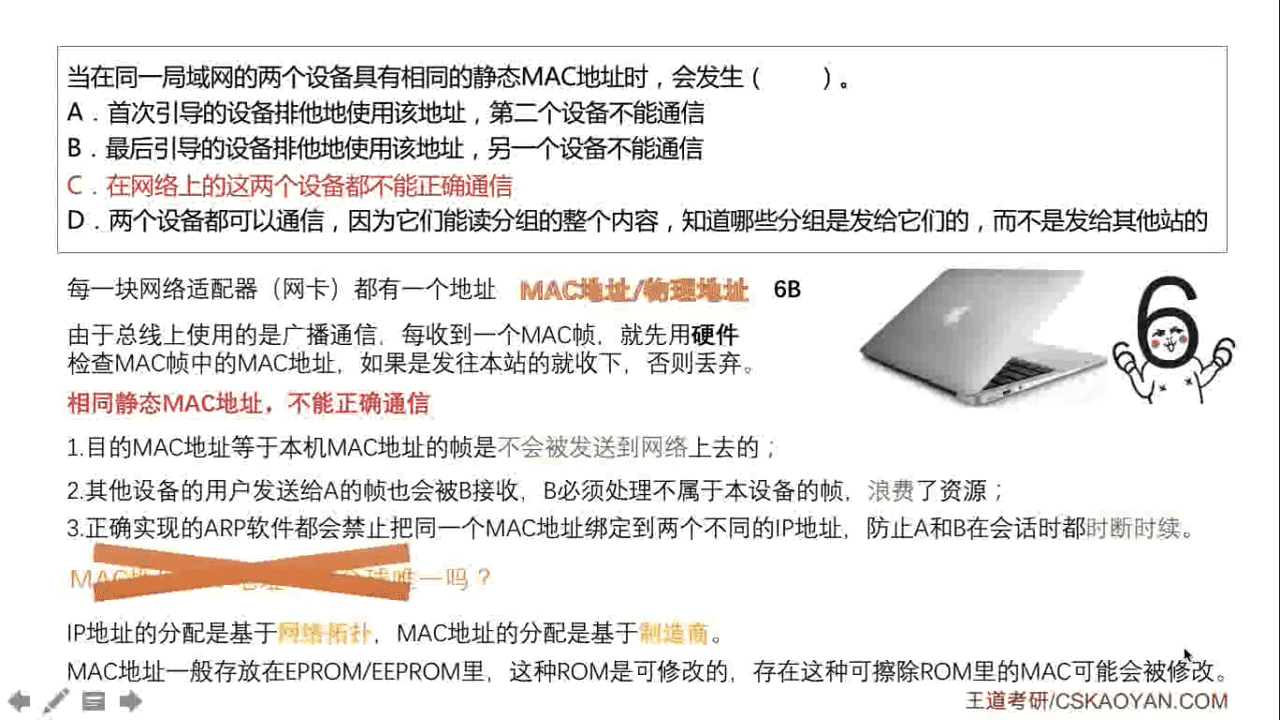 当在同一局域网的两个设备具有相同的静态MAC地址时，会发生（　　）。
A．首次引导的设备排他地使用该地址，第二个设备不能通信
B．最后引导的设备排他地使用该地址，另一个设备不能通信
C．在网络上的这两个设备都不能正确通信
D．两个设备都可以通信，因为它们能读分组的整个内容，知道哪些分组是发给它们的，而不是发给其他站的
每一块网络适配器（网卡）都有一个地址 MAC地址/物理地址 6B
由于总线上使用的是广播通信，每收到一个MAC帧，就先用硬件
检查MAC帧中的MAC地址，如果是发往本站的就收下，否则丢弃。
相同静态MAC地址，不能正确通信
1.目的MAC地址等于本机MAC地址的帧是不会被发送到网络上去的；
2.其他设备的用户发送给A的帧也会被B接收，B必须处理不属于本设备的帧，浪费了资源；
3.正确实现的ARP软件都会禁止把同一个MAC地址绑定到两个不同的IP地址，防止A和B在会话时都时断时续。
MAC 唯一吗？
IP地址的分配是基于网络拓扑，MAC地址的分配是基于制造商。
MAC地址一般存放在EPROM/EEPROM里，这种ROM是可修改的，存在这种可擦除ROM里的MAC可能会被修改。
王道考研/CSKAOYAN.COM
6